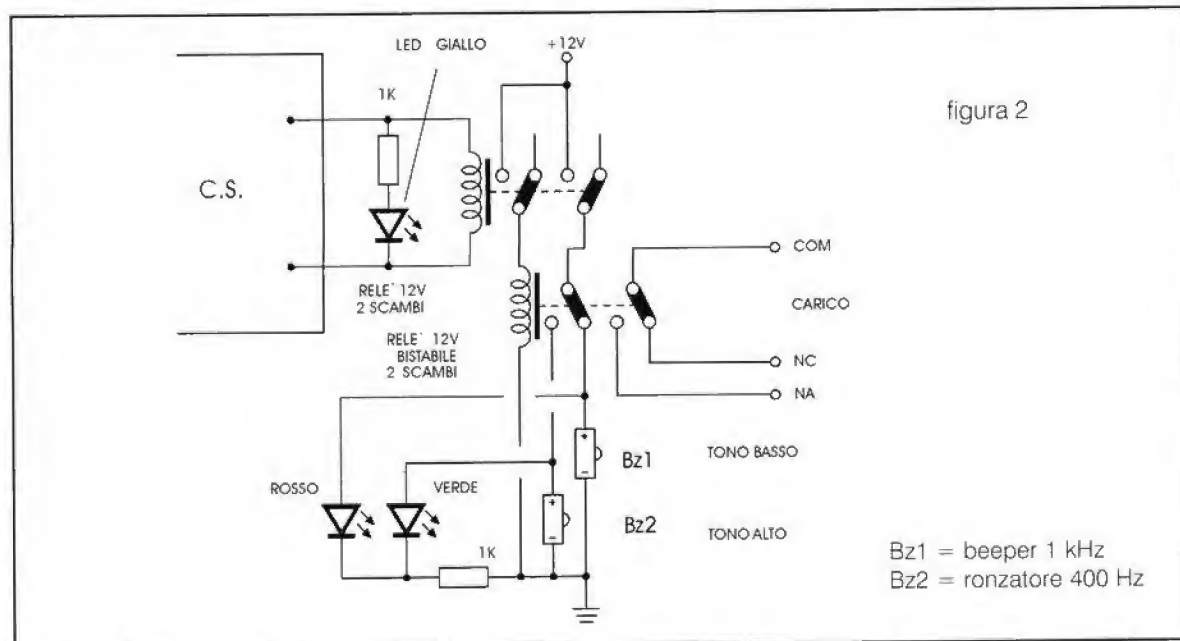 LED GIALLO
+12V
1K
figura 2
C.S.
COM
RELE' 12V
2 SCAMBI
CARICO
RELE' 12V
BISTABILE
2 SCAMBI
NC
NA
+
Bz1
TONO BASSO
-
ROSSO
VERDE
+
Bz2
TONO ALTO
-
1K
Bz1 = beeper 1 kHz
Bz2 = ronzatore 400 Hz